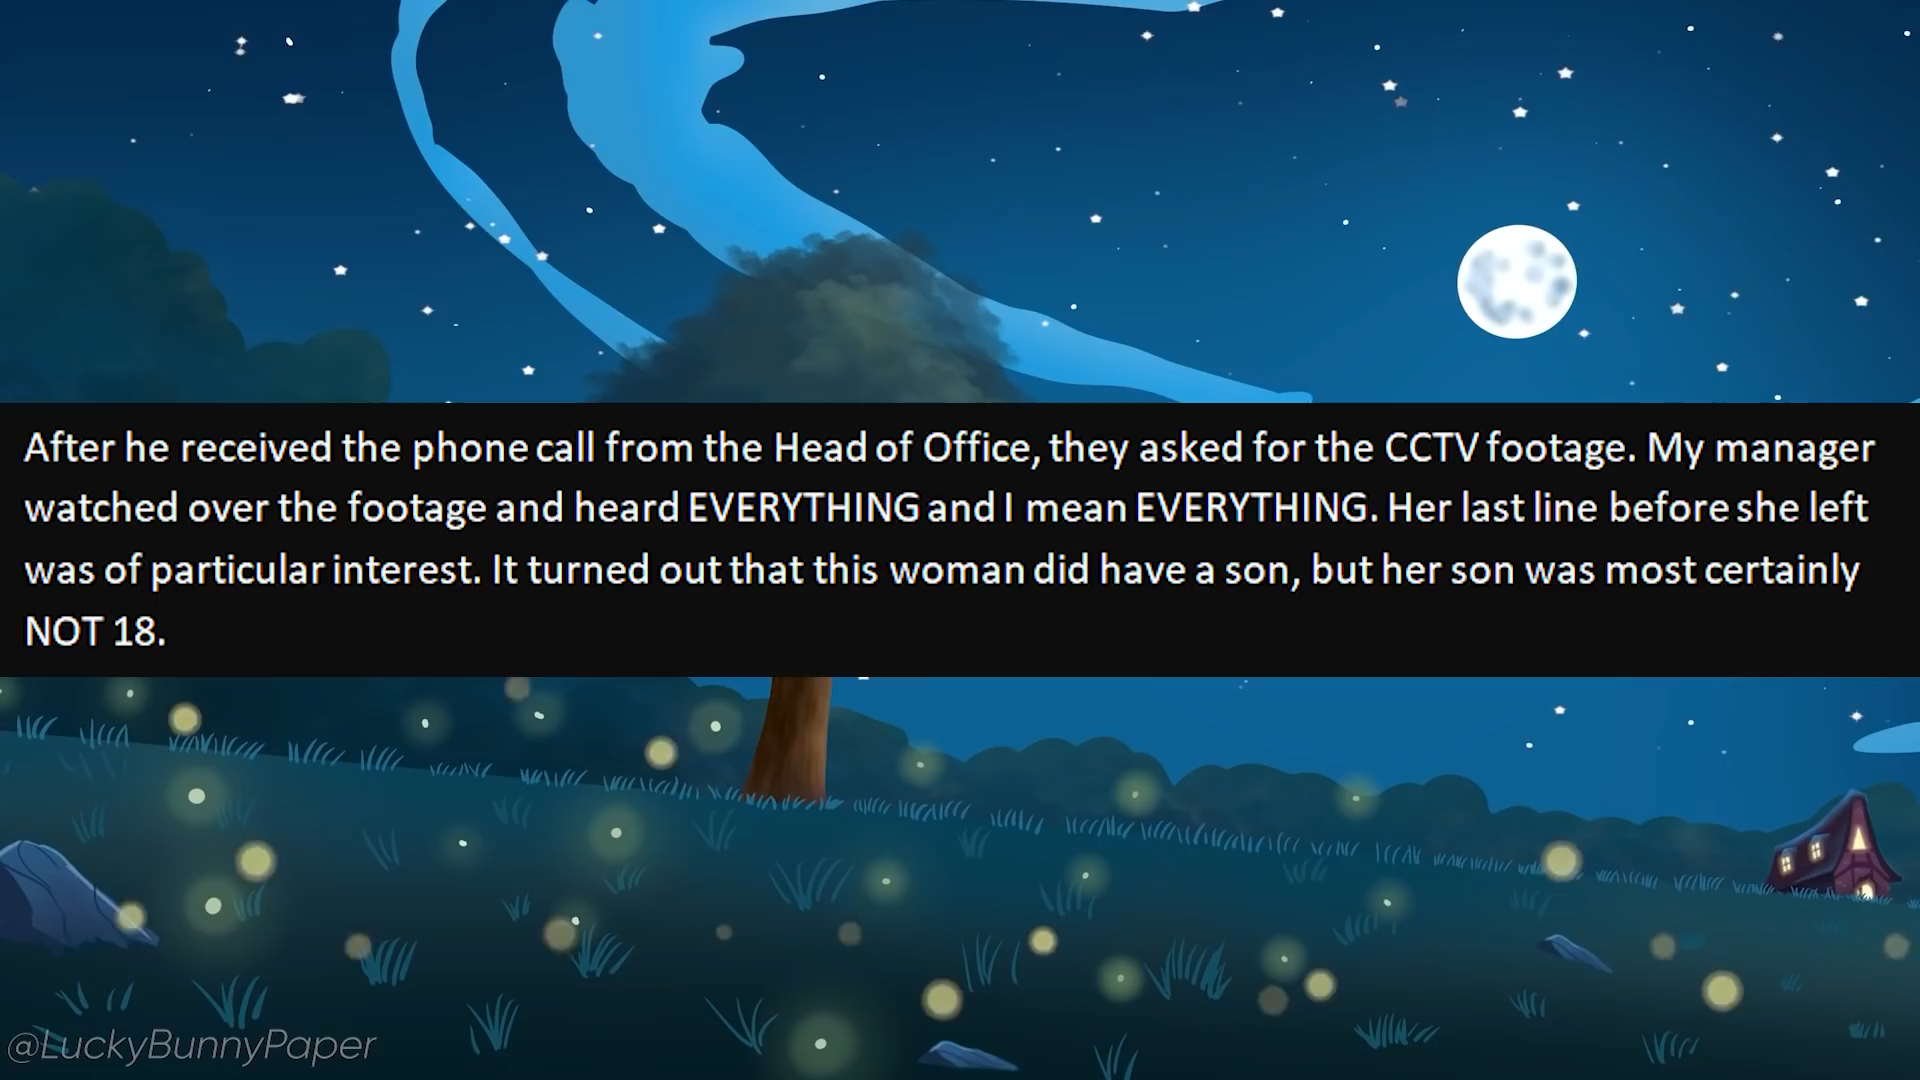 After he received the phone call from the Head of Office, they asked for the CCTV footage. My manager
watched over the footage and heard EVERYTHING and I mean EVERYTHING. Her last line before she left
was of particular interest. It turned out that this woman did have a son, but her son was most certainly
NOT 18.
@LuckyBunnyPaper